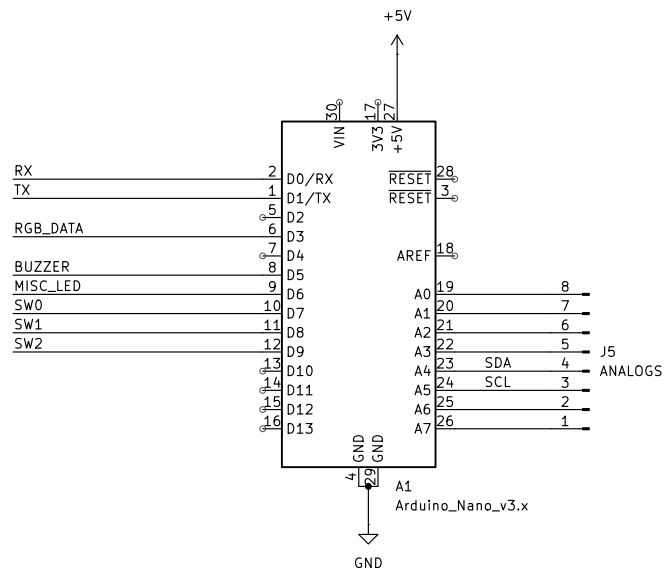 +5V
30 17 27
VIN 3V3 +5V
RX 2 D0/RX RESET 28
TX 1 D1/TX RESET 3
5 D2
RGB_DATA 6 D3
7 D4 AREF 18
BUZZER 8 D5
MISC_LED 9 D6 A0 19 8
SW0 10 D7 A1 20 7
SW1 11 D8 A2 21 6
SW2 12 D9 A3 22 5 J5
13 D10 A4 23 SDA 4 ANALOGS
14 D11 A5 24 SCL 3
15 D12 A6 25 2
16 D13 A7 26 1
GND GND
4 29 A1
Arduino_Nano_v3.x
GND